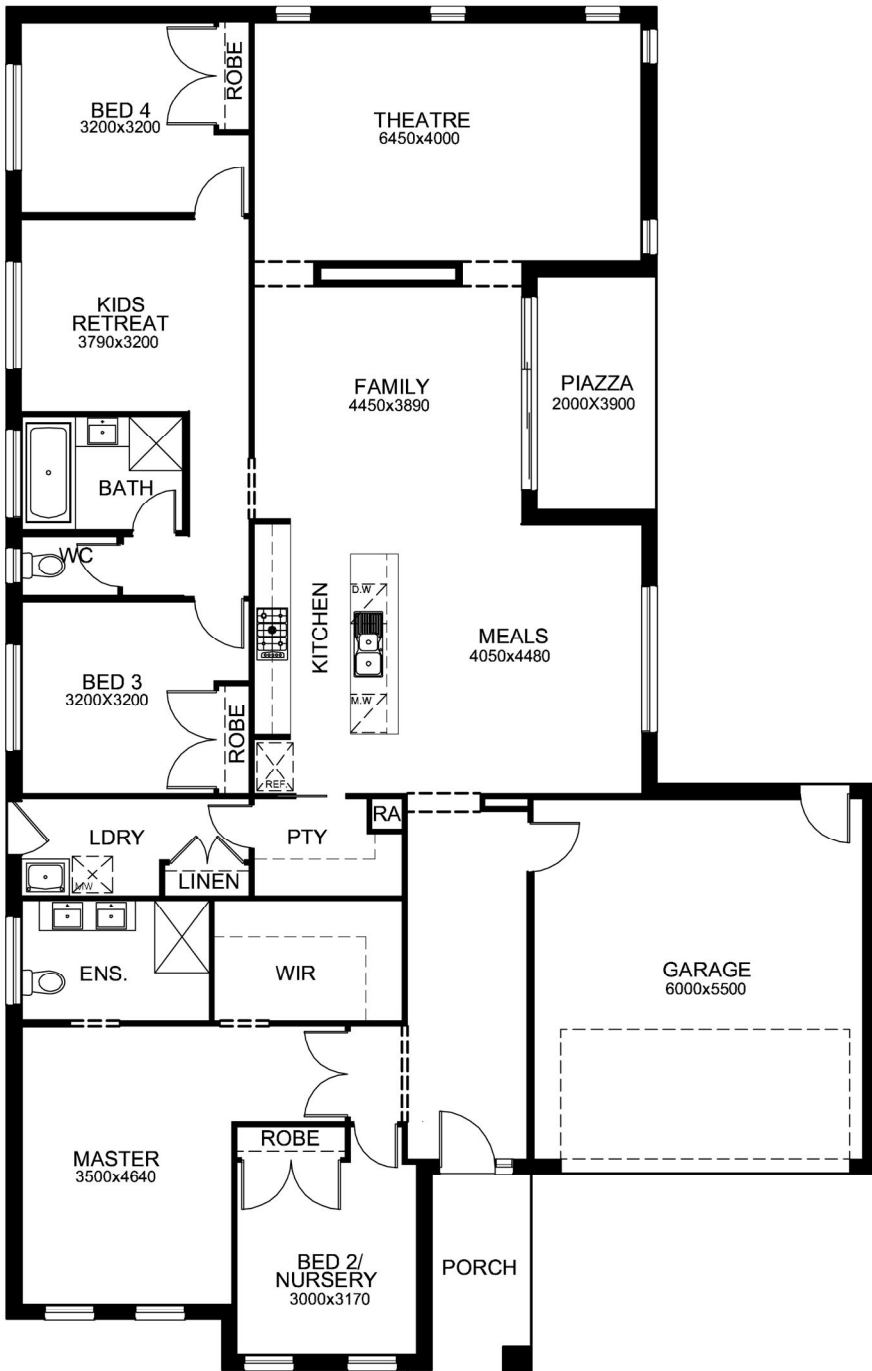 BED 4
3200x3200
ROBE
THEATRE
6450x4000
KIDS
RETREAT
3790x3200
FAMILY
4450x3890
PIAZZA
2000X3900
BATH
WC
KITCHEN
D.W
M.W
MEALS
4050x4480
BED 3
3200X3200
ROBE
REF
LDRY
MW
LINEN
PTY
RA
ENS.
WIR
GARAGE
6000x5500
MASTER
3500x4640
ROBE
BED 2/
NURSERY
3000x3170
PORCH